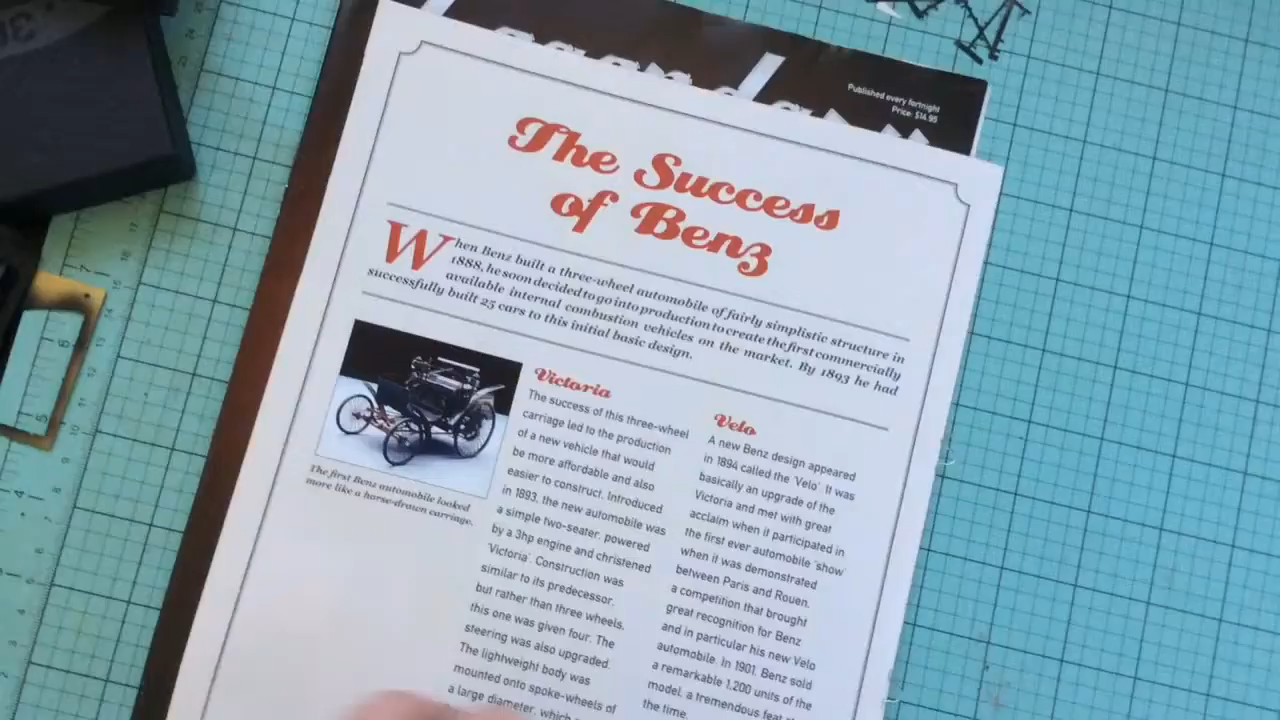 Published every fortnight
Price: $14.95
The Success
of Benz
When Benz built a three-wheel automobile of fairly simplistic structure in
1888, he soon decided to go into production to create the first commercially
available internal combustion vehicles on the market. By 1893 he had
successfully built 25 cars to this initial basic design.
The first Benz automobile looked
more like a horse-drawn carriage.
Victoria
The success of this three-wheel
carriage led to the production
of a new vehicle that would
be more affordable and also
easier to construct. Introduced
in 1893, the new automobile was
a simple two-seater, powered
by a 3hp engine and christened
'Victoria'. Construction was
similar to its predecessor,
but rather than three wheels,
this one was given four. The
steering was also upgraded.
The lightweight body was
mounted onto spoke-wheels of
a large diameter, which
Velo
A new Benz design appeared
in 1894 called the 'Velo'. It was
basically an upgrade of the
Victoria and met with great
acclaim when it participated in
the first ever automobile 'show'
when it was demonstrated
between Paris and Rouen,
a competition that brought
great recognition for Benz
and in particular his new Velo
automobile. In 1901, Benz sold
a remarkable 1,200 units of the
model, a tremendous feat
the time.